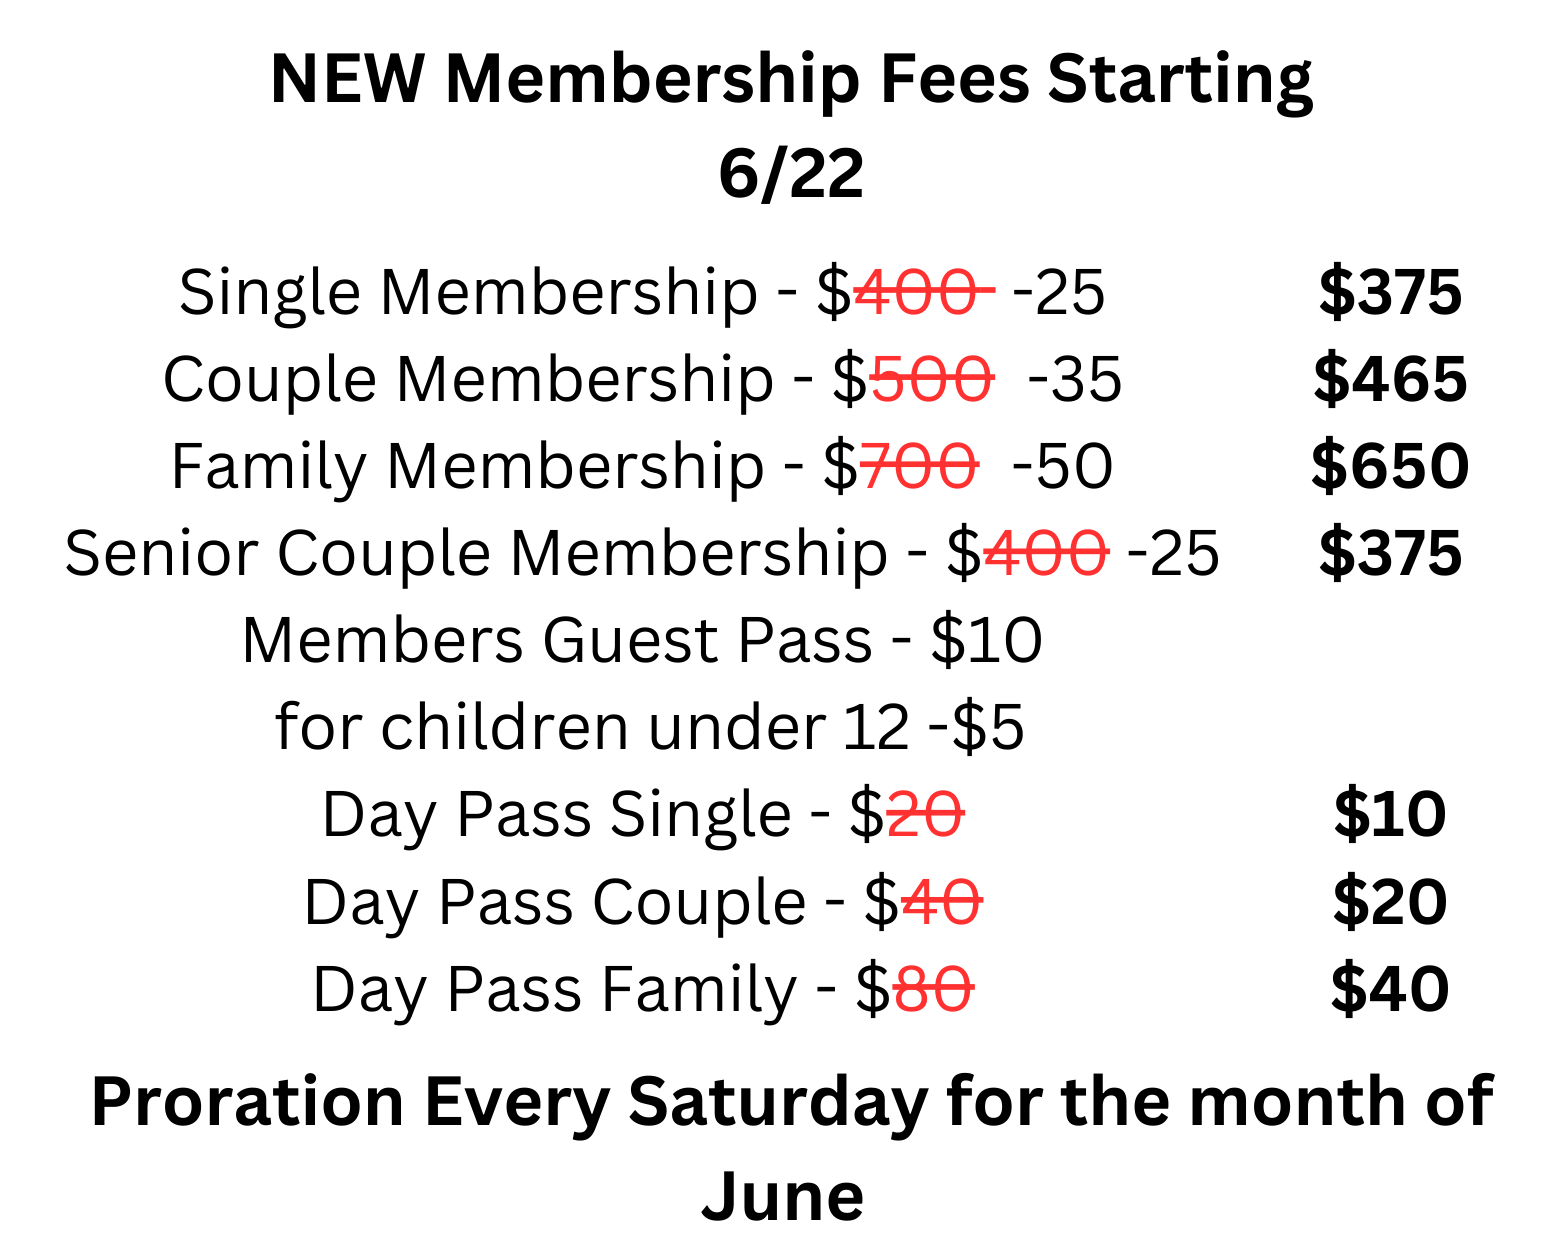 NEW Membership Fees Starting
6/22
Single Membership - $400 -25 $375
Couple Membership - $500 -35 $465
Family Membership - $700 -50 $650
Senior Couple Membership - $400 -25 $375
Members Guest Pass - $10
for children under 12 -$5
Day Pass Single - $20 $10
Day Pass Couple - $40 $20
Day Pass Family - $80 $40
Proration Every Saturday for the month of
June